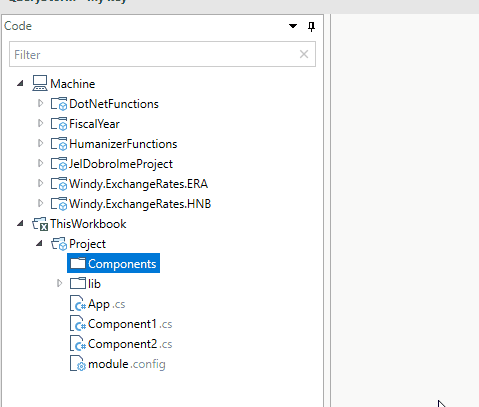 Code
Filter
Machine
DotNetFunctions
FiscalYear
HumanizerFunctions
JelDobroImeProject
Windy.ExchangeRates.ERA
Windy.ExchangeRates.HNB
ThisWorkbook
Project
Components
lib
App.cs
Component1.cs
Component2.cs
module.config